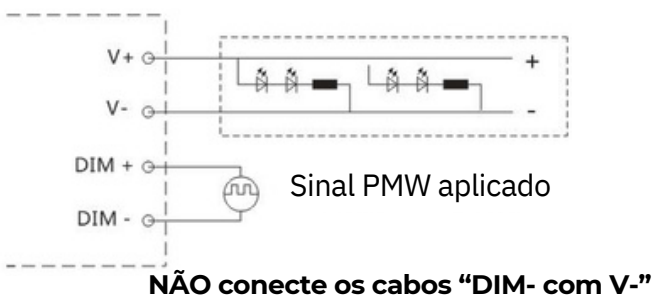 V+
+
V-
-
DIM +
Sinal PMW aplicado
DIM -
NÃO conecte os cabos “DIM- com V-”